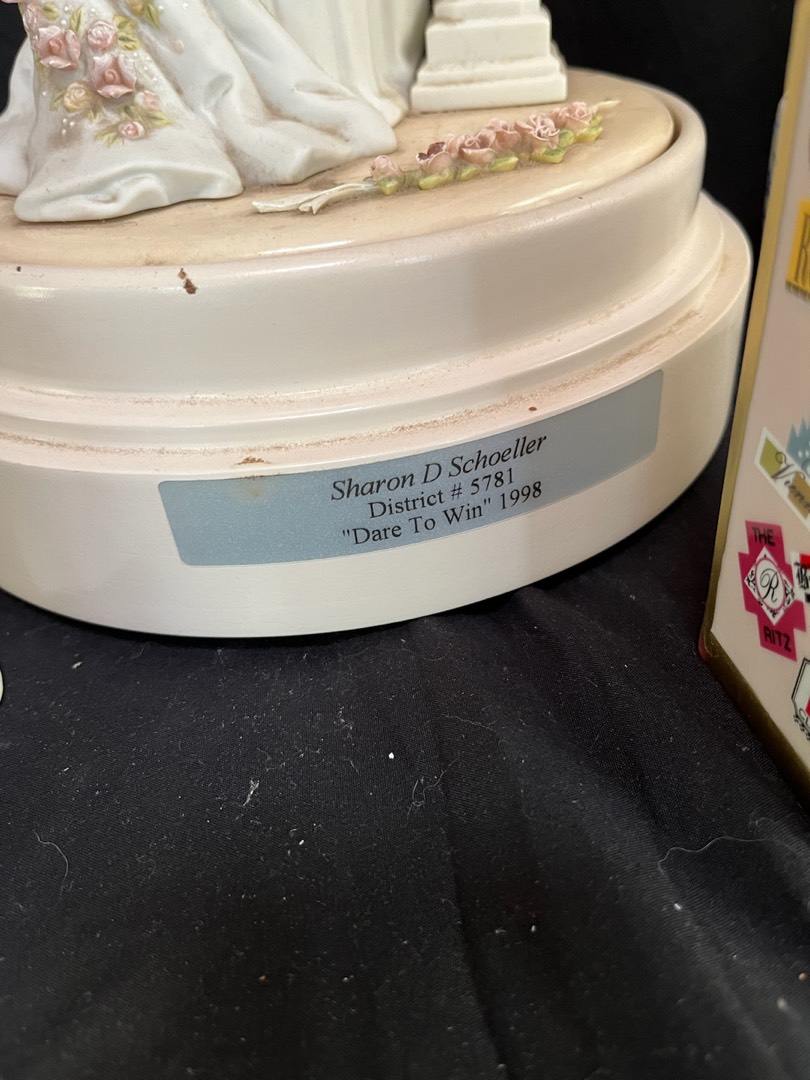 Sharon D Schoeller
District # 5781
"Dare To Win" 1998
THE
R
RITZ